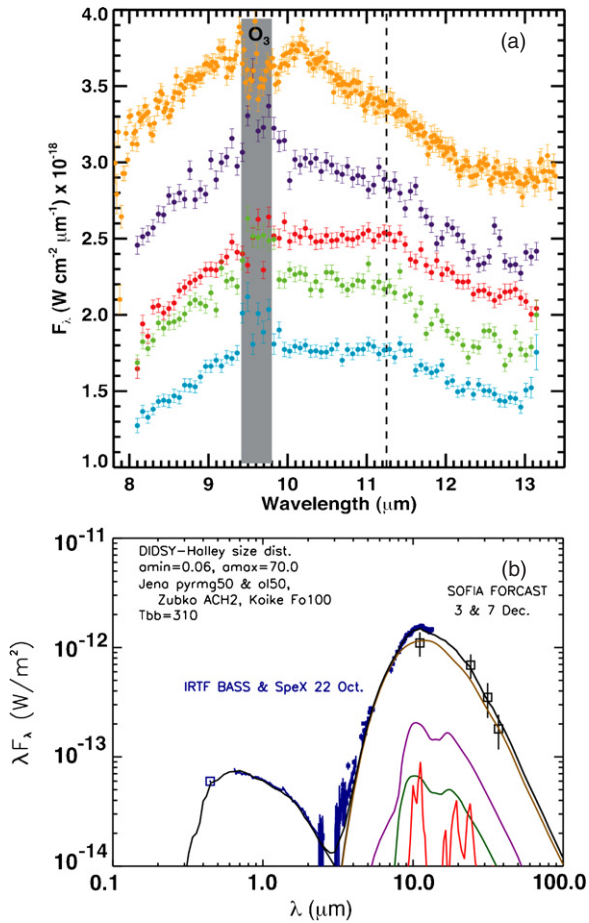 4.0
3.5
3.0
2.5
2.0
1.5
1.0
F_λ (W cm⁻² μm⁻¹) x 10⁻¹⁸
O₃
(a)
8 9 10 11 12 13
Wavelength (μm)
10⁻¹¹
10⁻¹²
10⁻¹³
10⁻¹⁴
λF_λ (W/m²)
DIDSY-Halley size dist.
amin=0.06, amax=70.0
Jena pyrmg50 & ol50,
Zubko ACH2, Koike Fo100
Tbb=310
(b)
SOFIA FORCAST
3 & 7 Dec.
IRTF BASS & SpeX 22 Oct.
0.1 1.0 10.0 100.0
λ (μm)